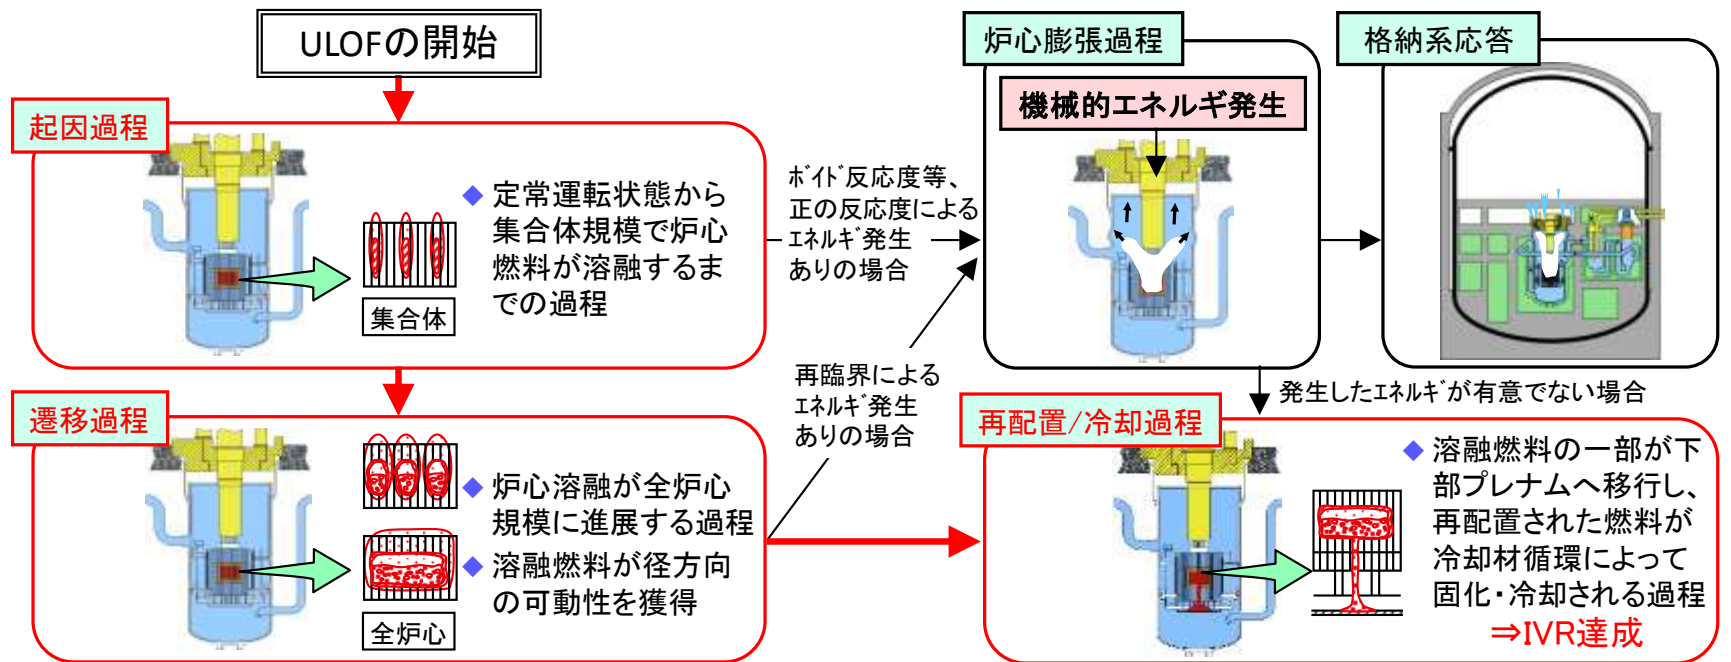 ULOFの開始
起因過程
◆ 定常運転状態から
集合体規模で炉心
燃料が溶融するま
での過程
集合体
ﾎﾞｲﾄﾞ反応度等、
正の反応度による
ｴﾈﾙｷﾞ発生
ありの場合
炉心膨張過程
機械的エネルギ発生
格納系応答
遷移過程
◆ 炉心溶融が全炉心
規模に進展する過程
◆ 溶融燃料が径方向
の可動性を獲得
全炉心
再臨界による
ｴﾈﾙｷﾞ発生
ありの場合
発生したｴﾈﾙｷﾞが有意でない場合
再配置/冷却過程
◆ 溶融燃料の一部が下
部プレナムへ移行し、
再配置された燃料が
冷却材循環によって
固化・冷却される過程
⇒IVR達成